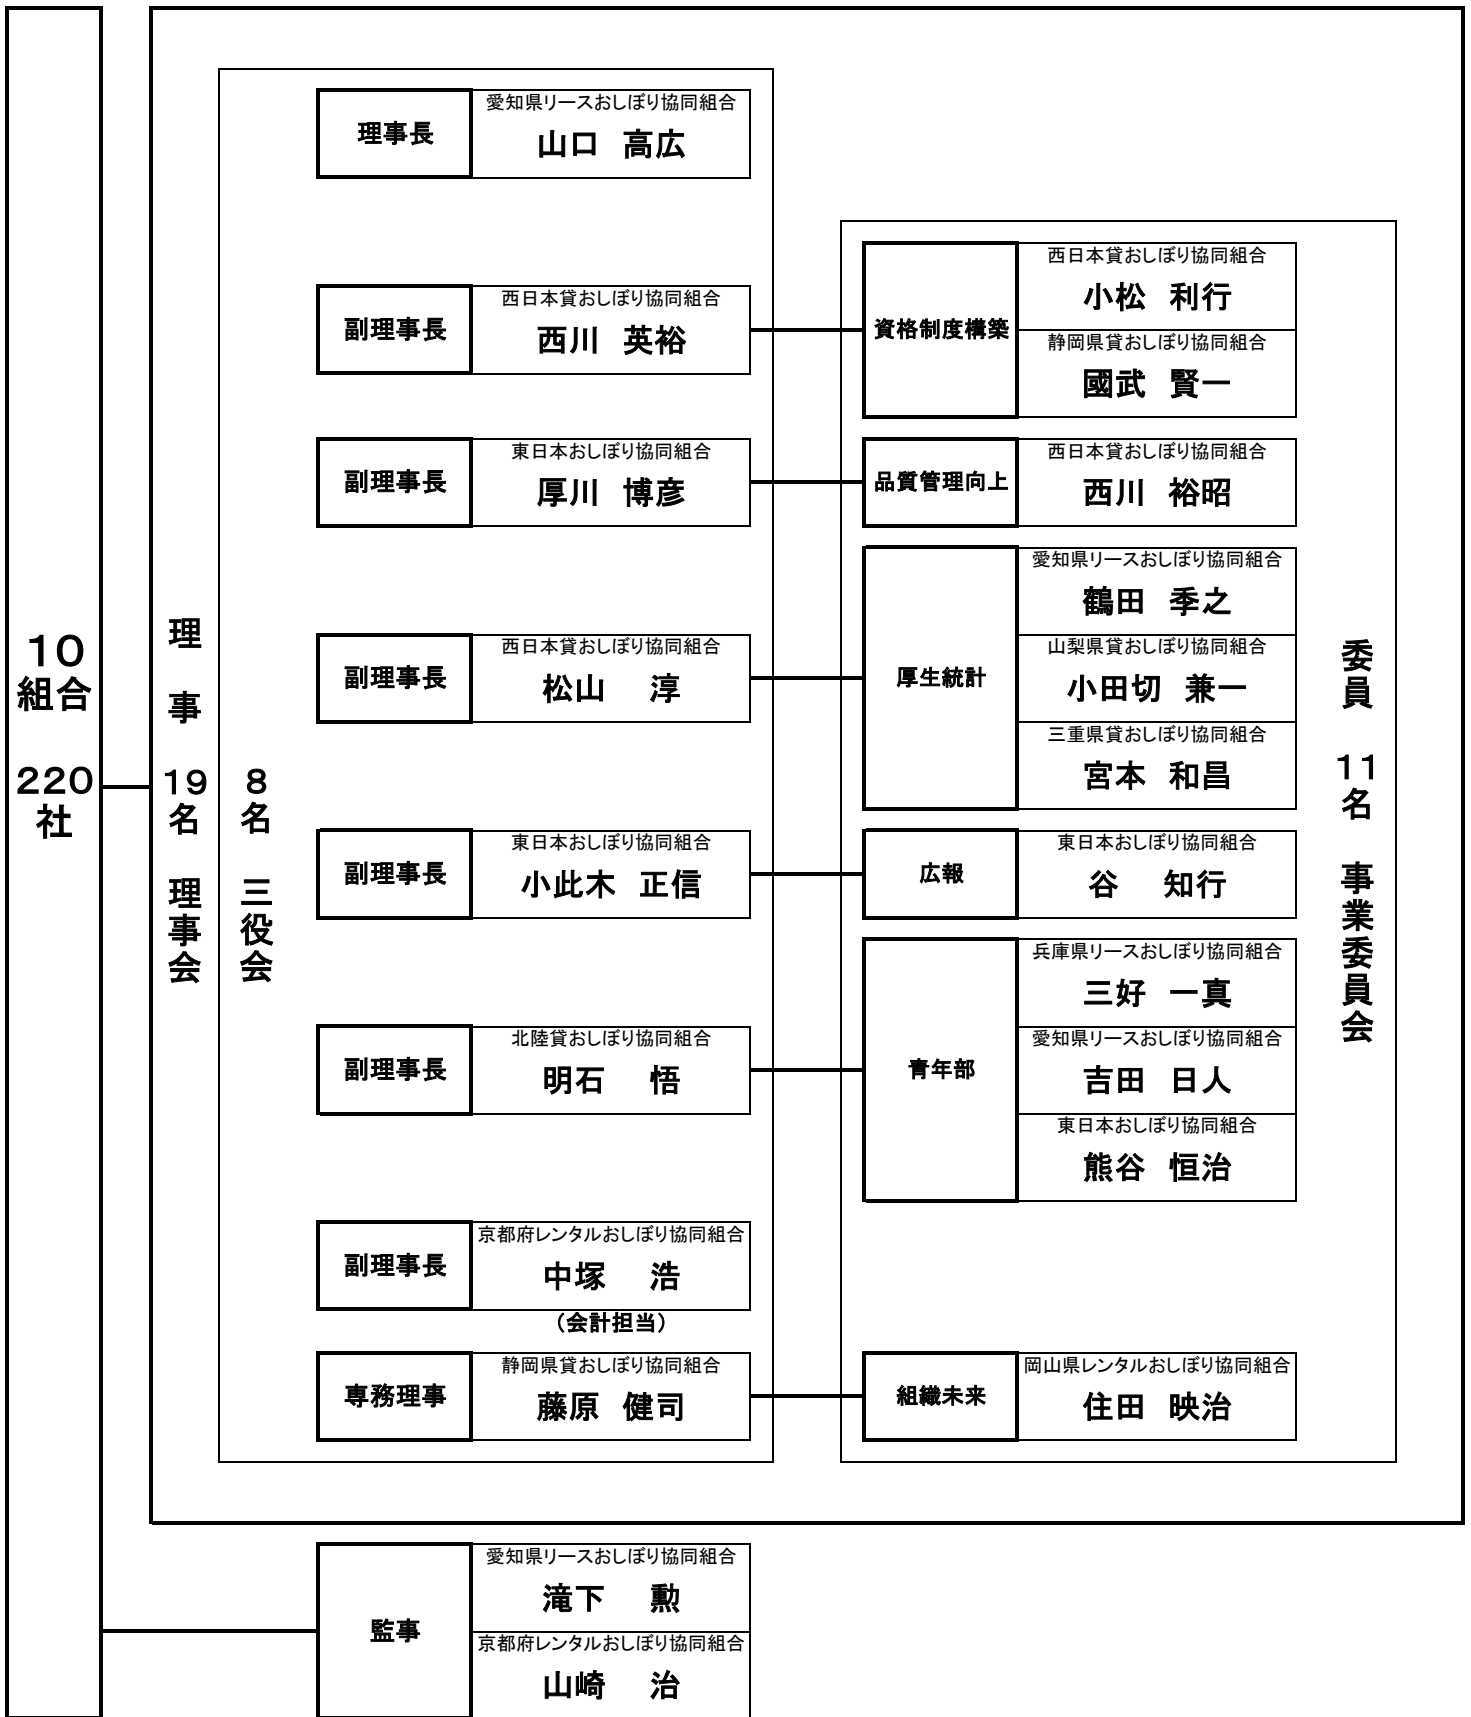 10
組合
220
社
理事 19名 理事会
8名 三役会
理事長
愛知県リースおしぼり協同組合
山口 高広
副理事長
西日本貸おしぼり協同組合
西川 英裕
資格制度構築
西日本貸おしぼり協同組合
小松 利行
静岡県貸おしぼり協同組合
國武 賢一
副理事長
東日本おしぼり協同組合
厚川 博彦
品質管理向上
西日本貸おしぼり協同組合
西川 裕昭
副理事長
西日本貸おしぼり協同組合
松山 淳
厚生統計
愛知県リースおしぼり協同組合
鶴田 季之
山梨県貸おしぼり協同組合
小田切 兼一
三重県貸おしぼり協同組合
宮本 和昌
副理事長
東日本おしぼり協同組合
小此木 正信
広報
東日本おしぼり協同組合
谷 知行
副理事長
北陸貸おしぼり協同組合
明石 悟
青年部
兵庫県リースおしぼり協同組合
三好 一真
愛知県リースおしぼり協同組合
吉田 日人
東日本おしぼり協同組合
熊谷 恒治
副理事長
京都府レンタルおしぼり協同組合
中塚 浩
（会計担当）
専務理事
静岡県貸おしぼり協同組合
藤原 健司
組織未来
岡山県レンタルおしぼり協同組合
住田 映治
委員 11名 事業委員会
監事
愛知県リースおしぼり協同組合
滝下 勲
京都府レンタルおしぼり協同組合
山崎 治